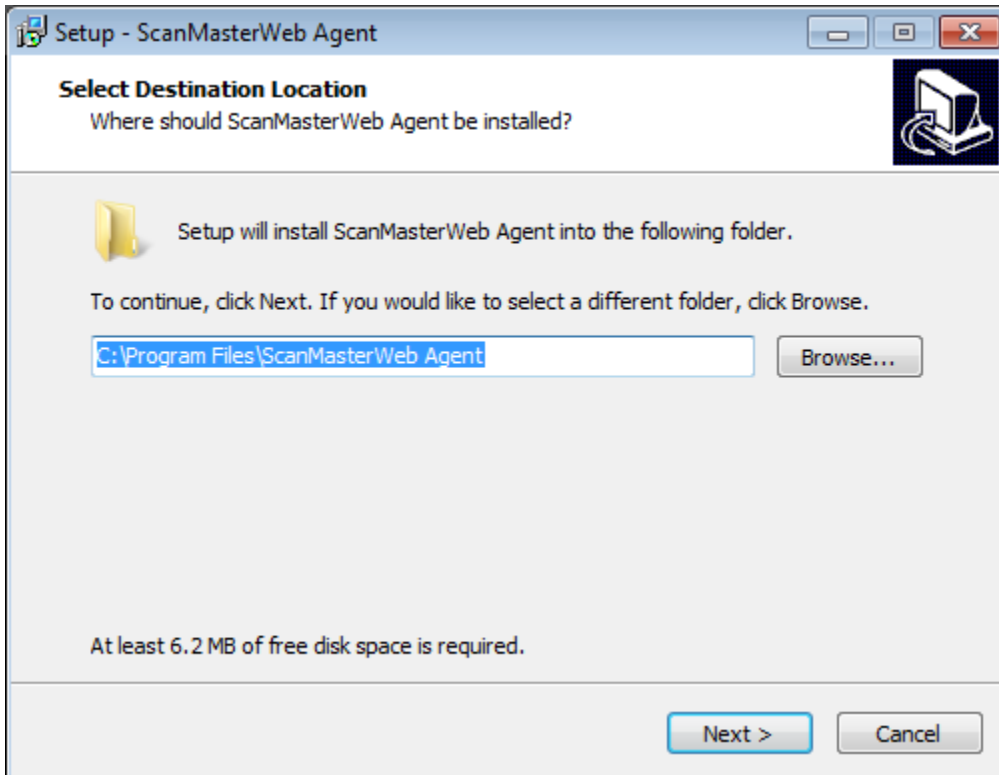 Setup - ScanMasterWeb Agent
Select Destination Location
Where should ScanMasterWeb Agent be installed?
Setup will install ScanMasterWeb Agent into the following folder.
To continue, click Next. If you would like to select a different folder, click Browse.
C:\Program Files\ScanMasterWeb Agent
Browse...
At least 6.2 MB of free disk space is required.
Next >
Cancel